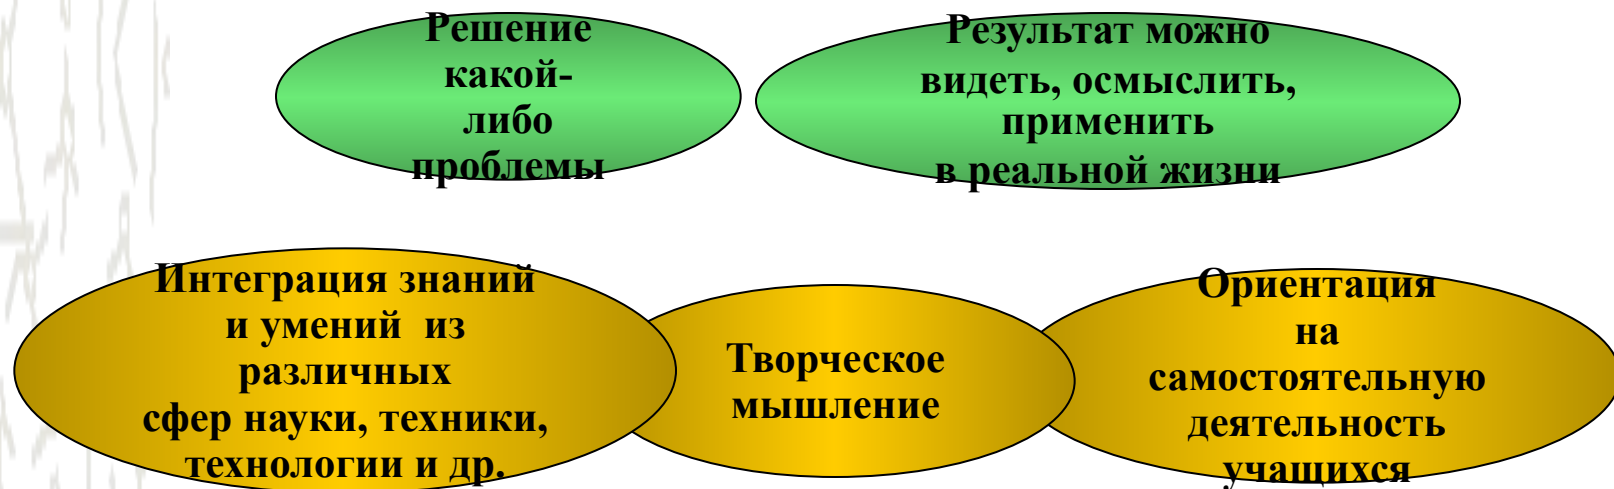 Решение
какой-
либо
проблемы
Результат можно
видеть, осмыслить,
применить
в реальной жизни
Интеграция знаний
и умений из
различных
сфер науки, техники,
технологии и др.
Творческое
мышление
Ориентация
на
самостоятельную
деятельность
учащихся